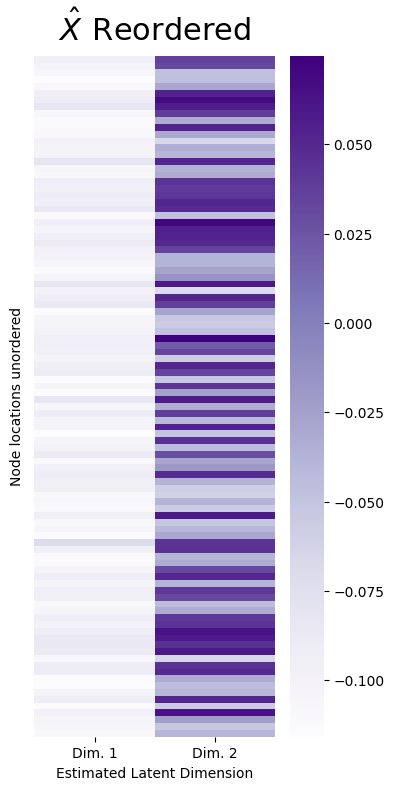 X̂ Reordered
0.050
0.025
0.000
−0.025
−0.050
−0.075
−0.100
Node locations unordered
Dim. 1 Dim. 2
Estimated Latent Dimension